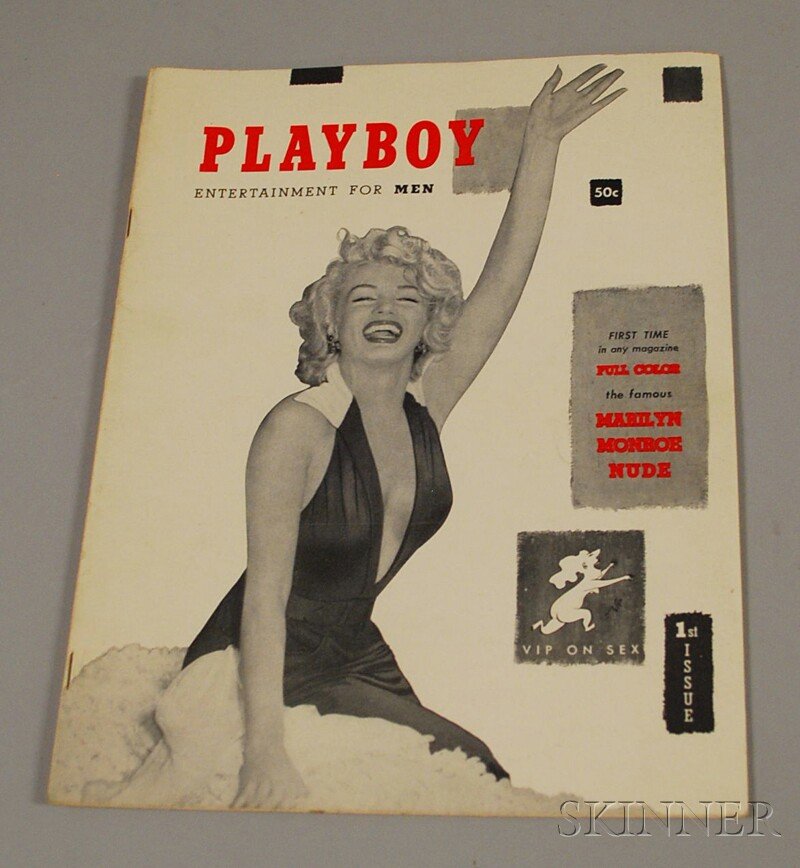 PLAYBOY
ENTERTAINMENT FOR MEN
50c
FIRST TIME
in any magazine
FULL COLOR
the famous
MARILYN
MONROE
NUDE
VIP ON SEX
1st
ISSUE
SKINNER